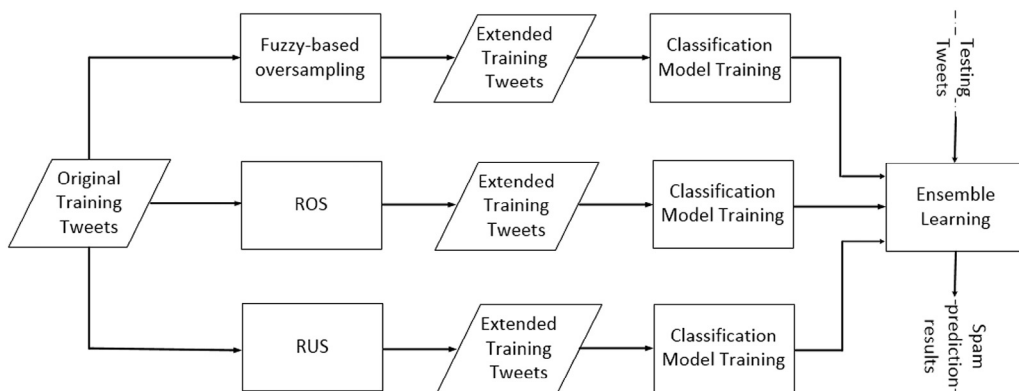 Fuzzy-based
oversampling
Extended
Training
Tweets
Classification
Model Training
Testing
Tweets
Original
Training
Tweets
ROS
Extended
Training
Tweets
Classification
Model Training
Ensemble
Learning
RUS
Extended
Training
Tweets
Classification
Model Training
Spam
prediction
results